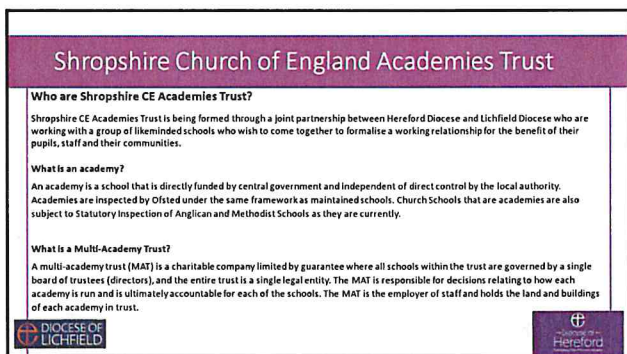 Shropshire Church of England Academies Trust
Who are Shropshire CE Academies Trust?
Shropshire CE Academies Trust is being formed through a joint partnership between Hereford Diocese and Lichfield Diocese who are
working with a group of likeminded schools who wish to come together to formalise a working relationship for the benefit of their
pupils, staff and their communities.
What is an academy?
An academy is a school that is directly funded by central government and independent of direct control by the local authority.
Academies are inspected by Ofsted under the same framework as maintained schools. Church Schools that are academies are also
subject to Statutory Inspection of Anglican and Methodist Schools as they are currently.
What is a Multi-Academy Trust?
A multi-academy trust (MAT) is a charitable company limited by guarantee where all schools within the trust are governed by a single
board of trustees (directors), and the entire trust is a single legal entity. The MAT is responsible for decisions relating to how each
academy is run and is ultimately accountable for each of the schools. The MAT is the employer of staff and holds the land and buildings
of each academy in trust.
DIOCESE OF
LICHFIELD
Hereford